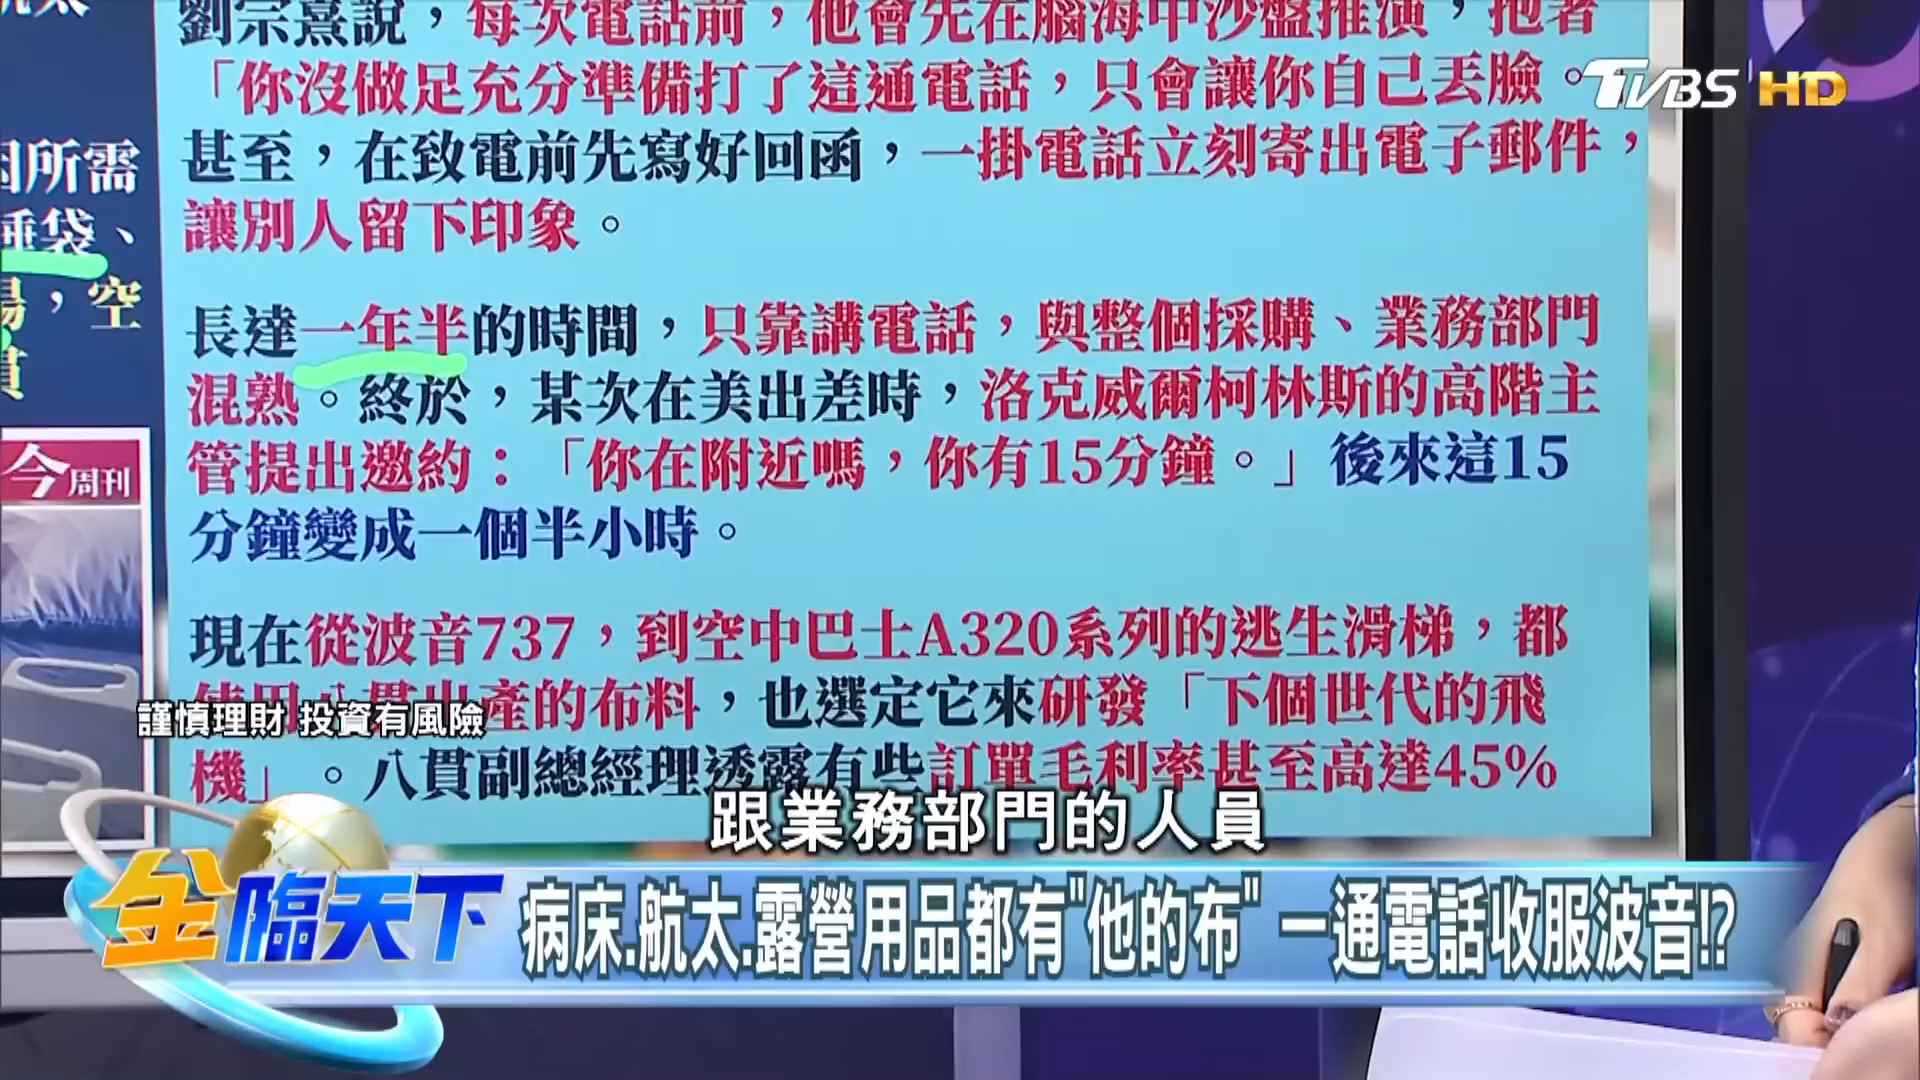 航太
因所需
睡袋、
空
今周刊
劉宗熹說，每次電話前，他會先在腦海中沙盤推演，抱著
「你沒做足充分準備打了這通電話，只會讓你自己丟臉。
甚至，在致電前先寫好回函，一掛電話立刻寄出電子郵件，
讓別人留下印象。
長達一年半的時間，只靠講電話，與整個採購、業務部門
混熟。終於，某次在美出差時，洛克威爾柯林斯的高階主
管提出邀約：「你在附近嗎，你有15分鐘。」後來這15
分鐘變成一個半小時。
現在從波音737，到空中巴士A320系列的逃生滑梯，都
使用八貫出產的布料，也選定它來研發「下個世代的飛
機」。八貫副總經理透露有些訂單毛利率甚至高達45%
TVBS HD
謹慎理財 投資有風險
跟業務部門的人員
金臨天下
病床.航太.露營用品都有"他的布" 一通電話收服波音!?